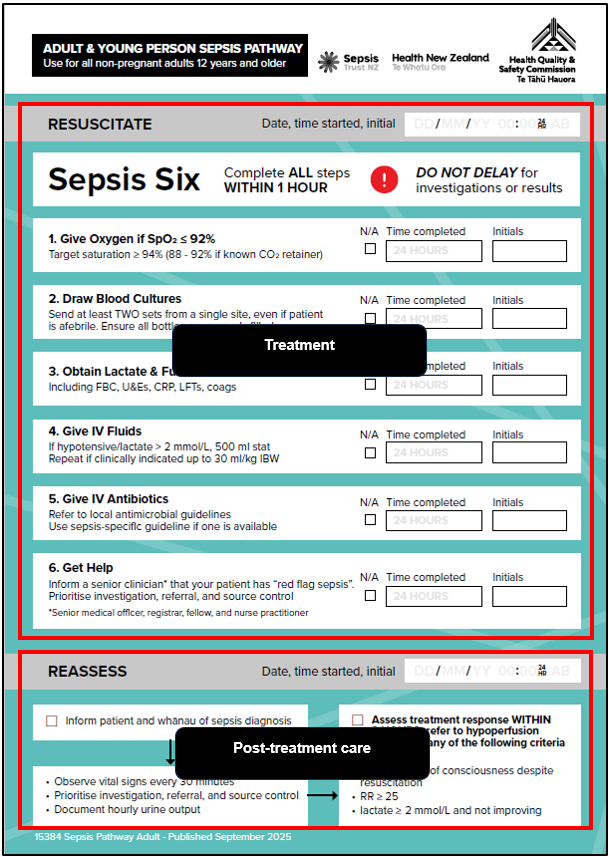 ADULT & YOUNG PERSON SEPSIS PATHWAY
Use for all non-pregnant adults 12 years and older
Sepsis
Trust NZ
Health New Zealand
Te Whatu Ora
Health Quality &
Safety Commission
Te Tāhū Hauora
RESUSCITATE
Date, time started, initial
DD/MM/YY 00:00 24 HR AB
Sepsis Six
Complete ALL steps
WITHIN 1 HOUR
!
DO NOT DELAY for
investigations or results
1. Give Oxygen if SpO₂ ≤ 92%
Target saturation ≥ 94% (88 - 92% if known CO₂ retainer)
N/A Time completed Initials
24 HOURS
2. Draw Blood Cultures
Send at least TWO sets from a single site, even if patient
is afebrile. Ensure all
N/A Time completed Initials
24 HOURS
Treatment
3. Obtain Lactate &
Including FBC, U&Es, CRP, LFTs, coags
completed Initials
24 HOURS
4. Give IV Fluids
If hypotensive/lactate > 2 mmol/L, 500 ml stat
Repeat if clinically indicated up to 30 ml/kg IBW
N/A Time completed Initials
24 HOURS
5. Give IV Antibiotics
Refer to local antimicrobial guidelines
Use sepsis-specific guideline if one is available
N/A Time completed Initials
24 HOURS
6. Get Help
Inform a senior clinician* that your patient has "red flag sepsis".
Prioritise investigation, referral, and source control
*Senior medical officer, registrar, fellow, and nurse practitioner
N/A Time completed Initials
24 HOURS
REASSESS
Date, time started, initial
DD/MM/YY 00:00 24 HR AB
Inform patient and whānau of sepsis diagnosis
Post-treatment care
• Observe vital signs every 30 minutes
• Prioritise investigation, referral, and source control
• Document hourly urine output
Assess treatment response WITHIN
refer to hypoperfusion
any of the following criteria
of consciousness despite
resuscitation
• RR ≥ 25
• lactate ≥ 2 mmol/L and not improving
15384 Sepsis Pathway Adult - Published September 2025